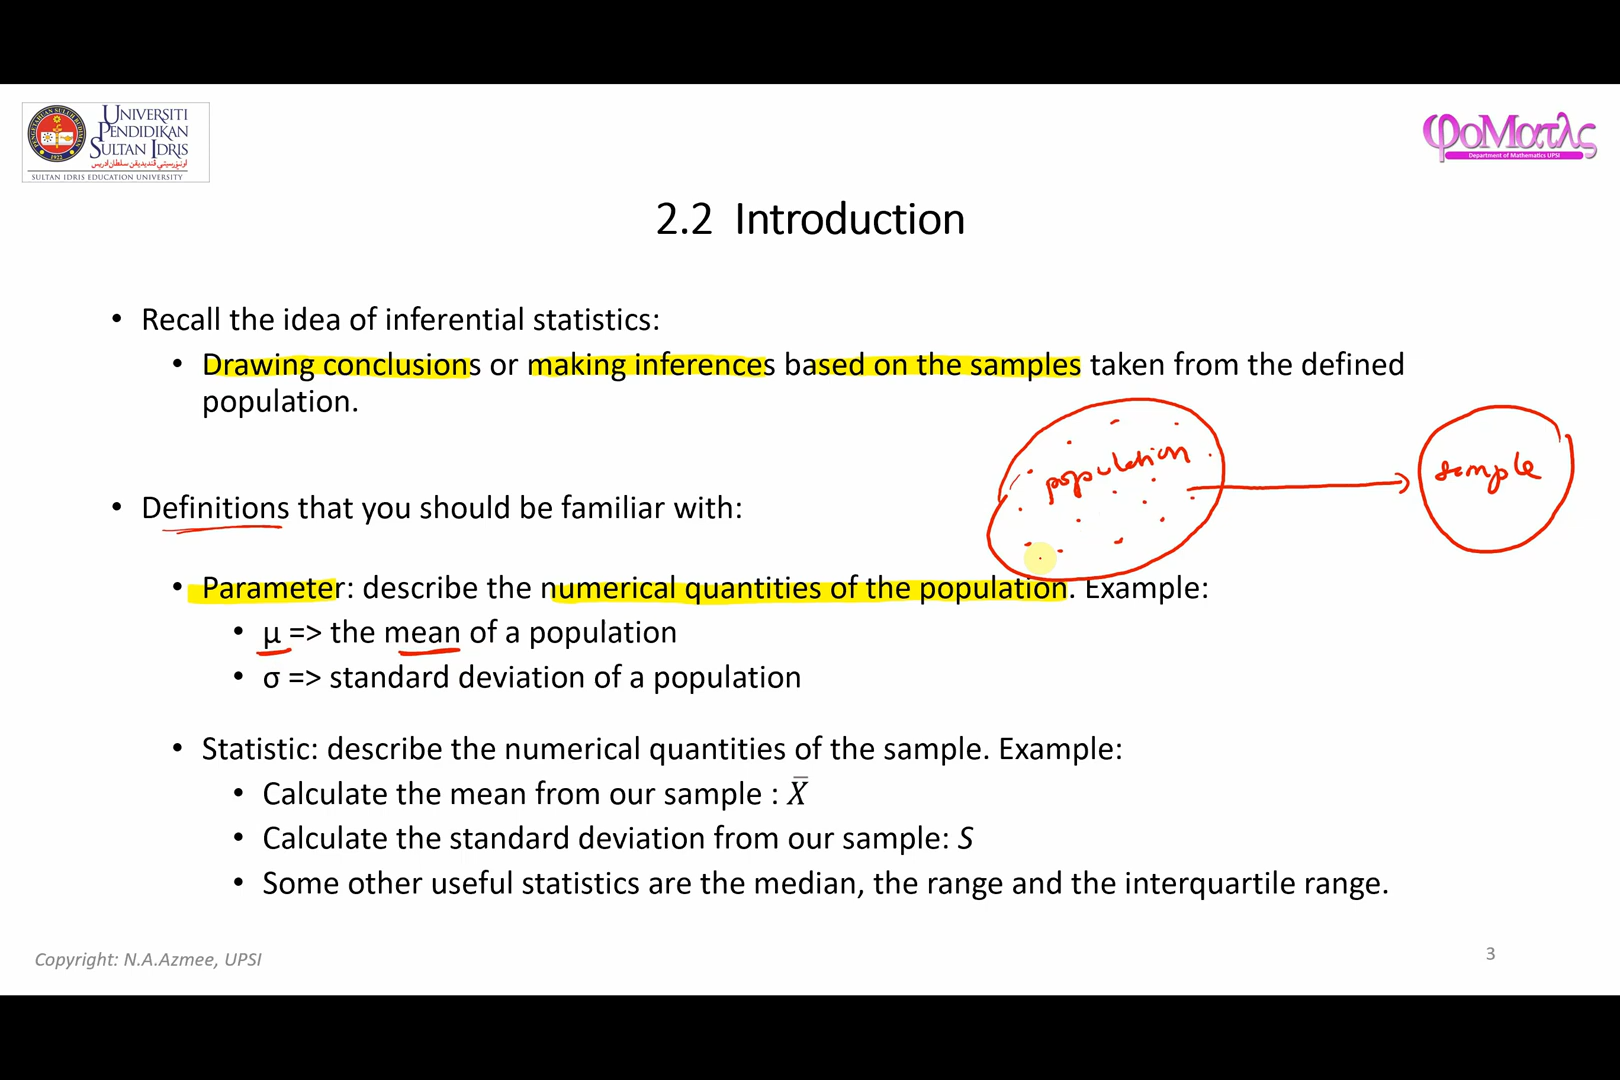 UNIVERSITI
PENDIDIKAN
SULTAN IDRIS
اونيۏرسيتي ڤنديديقن سلطان ادريس
SULTAN IDRIS EDUCATION UNIVERSITY
φοΜατλς
Department of Mathematics UPSI
2.2 Introduction
• Recall the idea of inferential statistics:
• Drawing conclusions or making inferences based on the samples taken from the defined
population.
population
sample
• Definitions that you should be familiar with:
• Parameter: describe the numerical quantities of the population. Example:
• μ => the mean of a population
• σ => standard deviation of a population
• Statistic: describe the numerical quantities of the sample. Example:
• Calculate the mean from our sample : X̅
• Calculate the standard deviation from our sample: S
• Some other useful statistics are the median, the range and the interquartile range.
Copyright: N.A.Azmee, UPSI
3